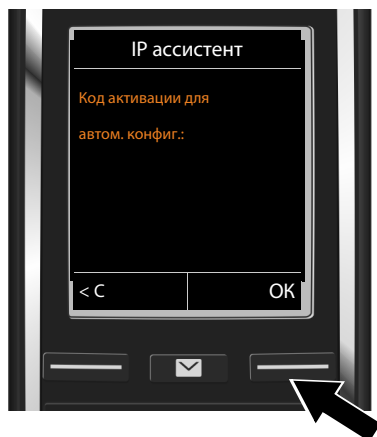 IP ассистент
Код активации для
автом. конфиг.:
< C
OK